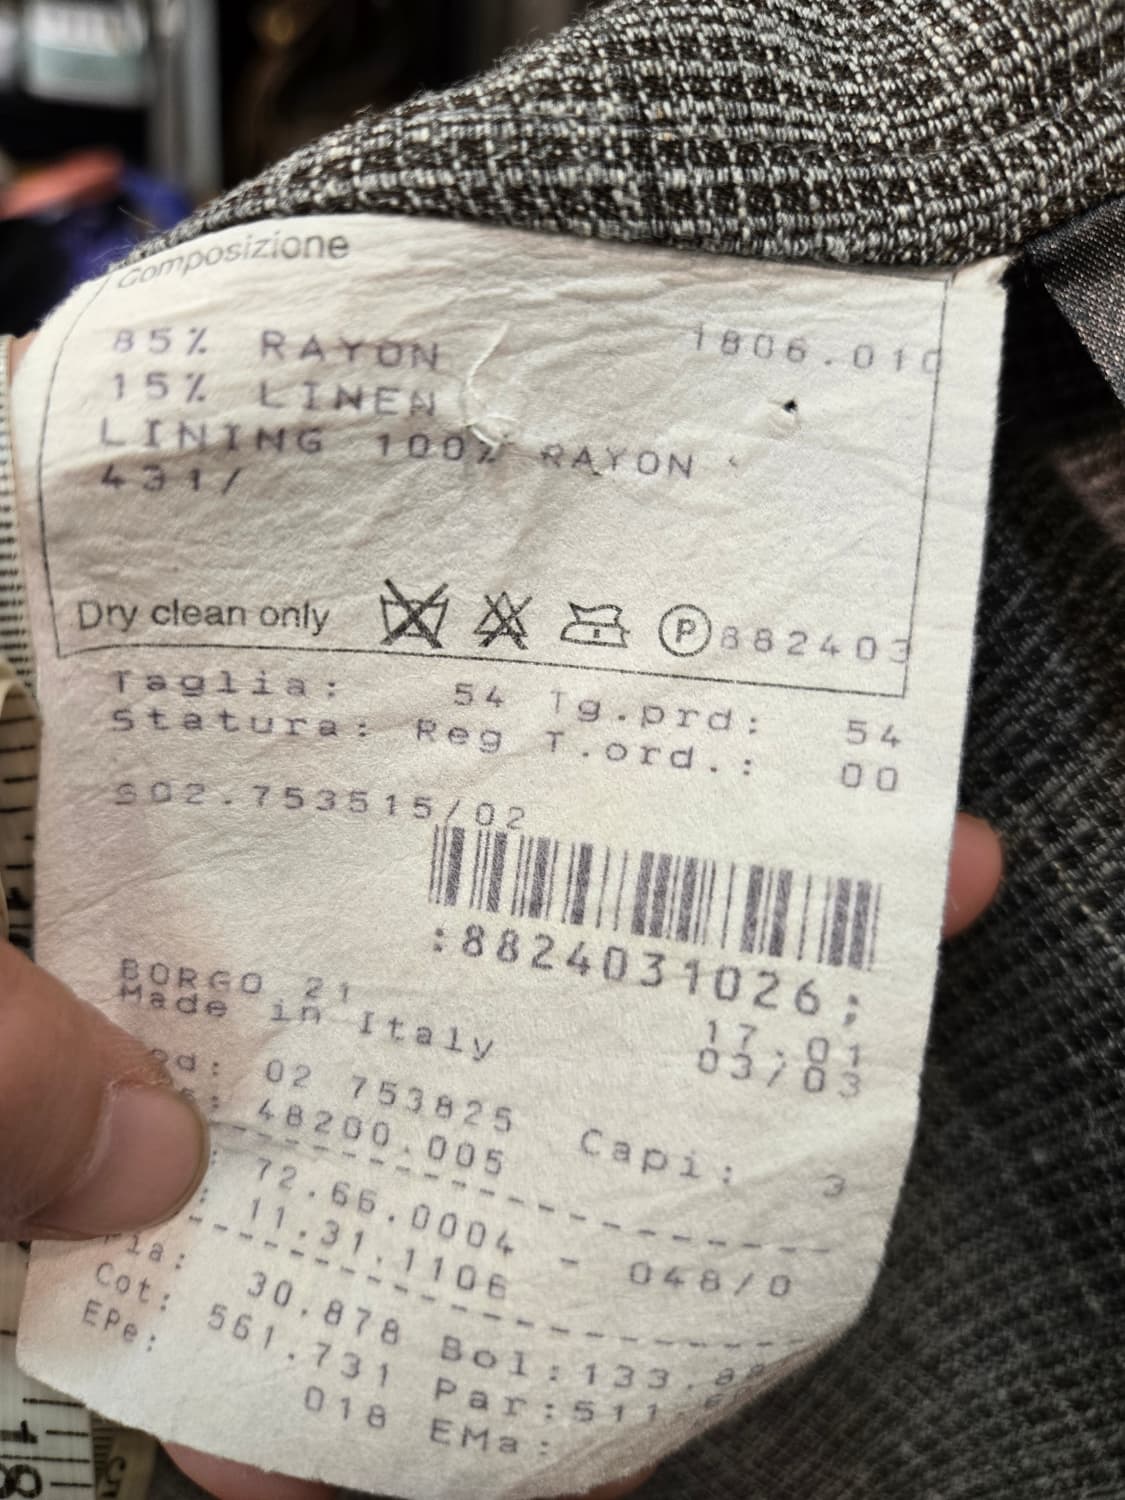 Composizione
85% RAYON 1806.010
15% LINEN
LINING 100% RAYON
431/
Dry clean only P 882403
Taglia: 54 Tg.prd: 54
Statura: Reg T.ord.: 00
S02.753515/02
:8824031026;
BORGO 21 17.01
Made in Italy 03/03
02 753825
48200.005 Capi: 3
72.66.0004 - 048/0
11.31.1106
30.878 Bol:133.
Cot: 561.731 Par:511
EPe: 018 EMa: